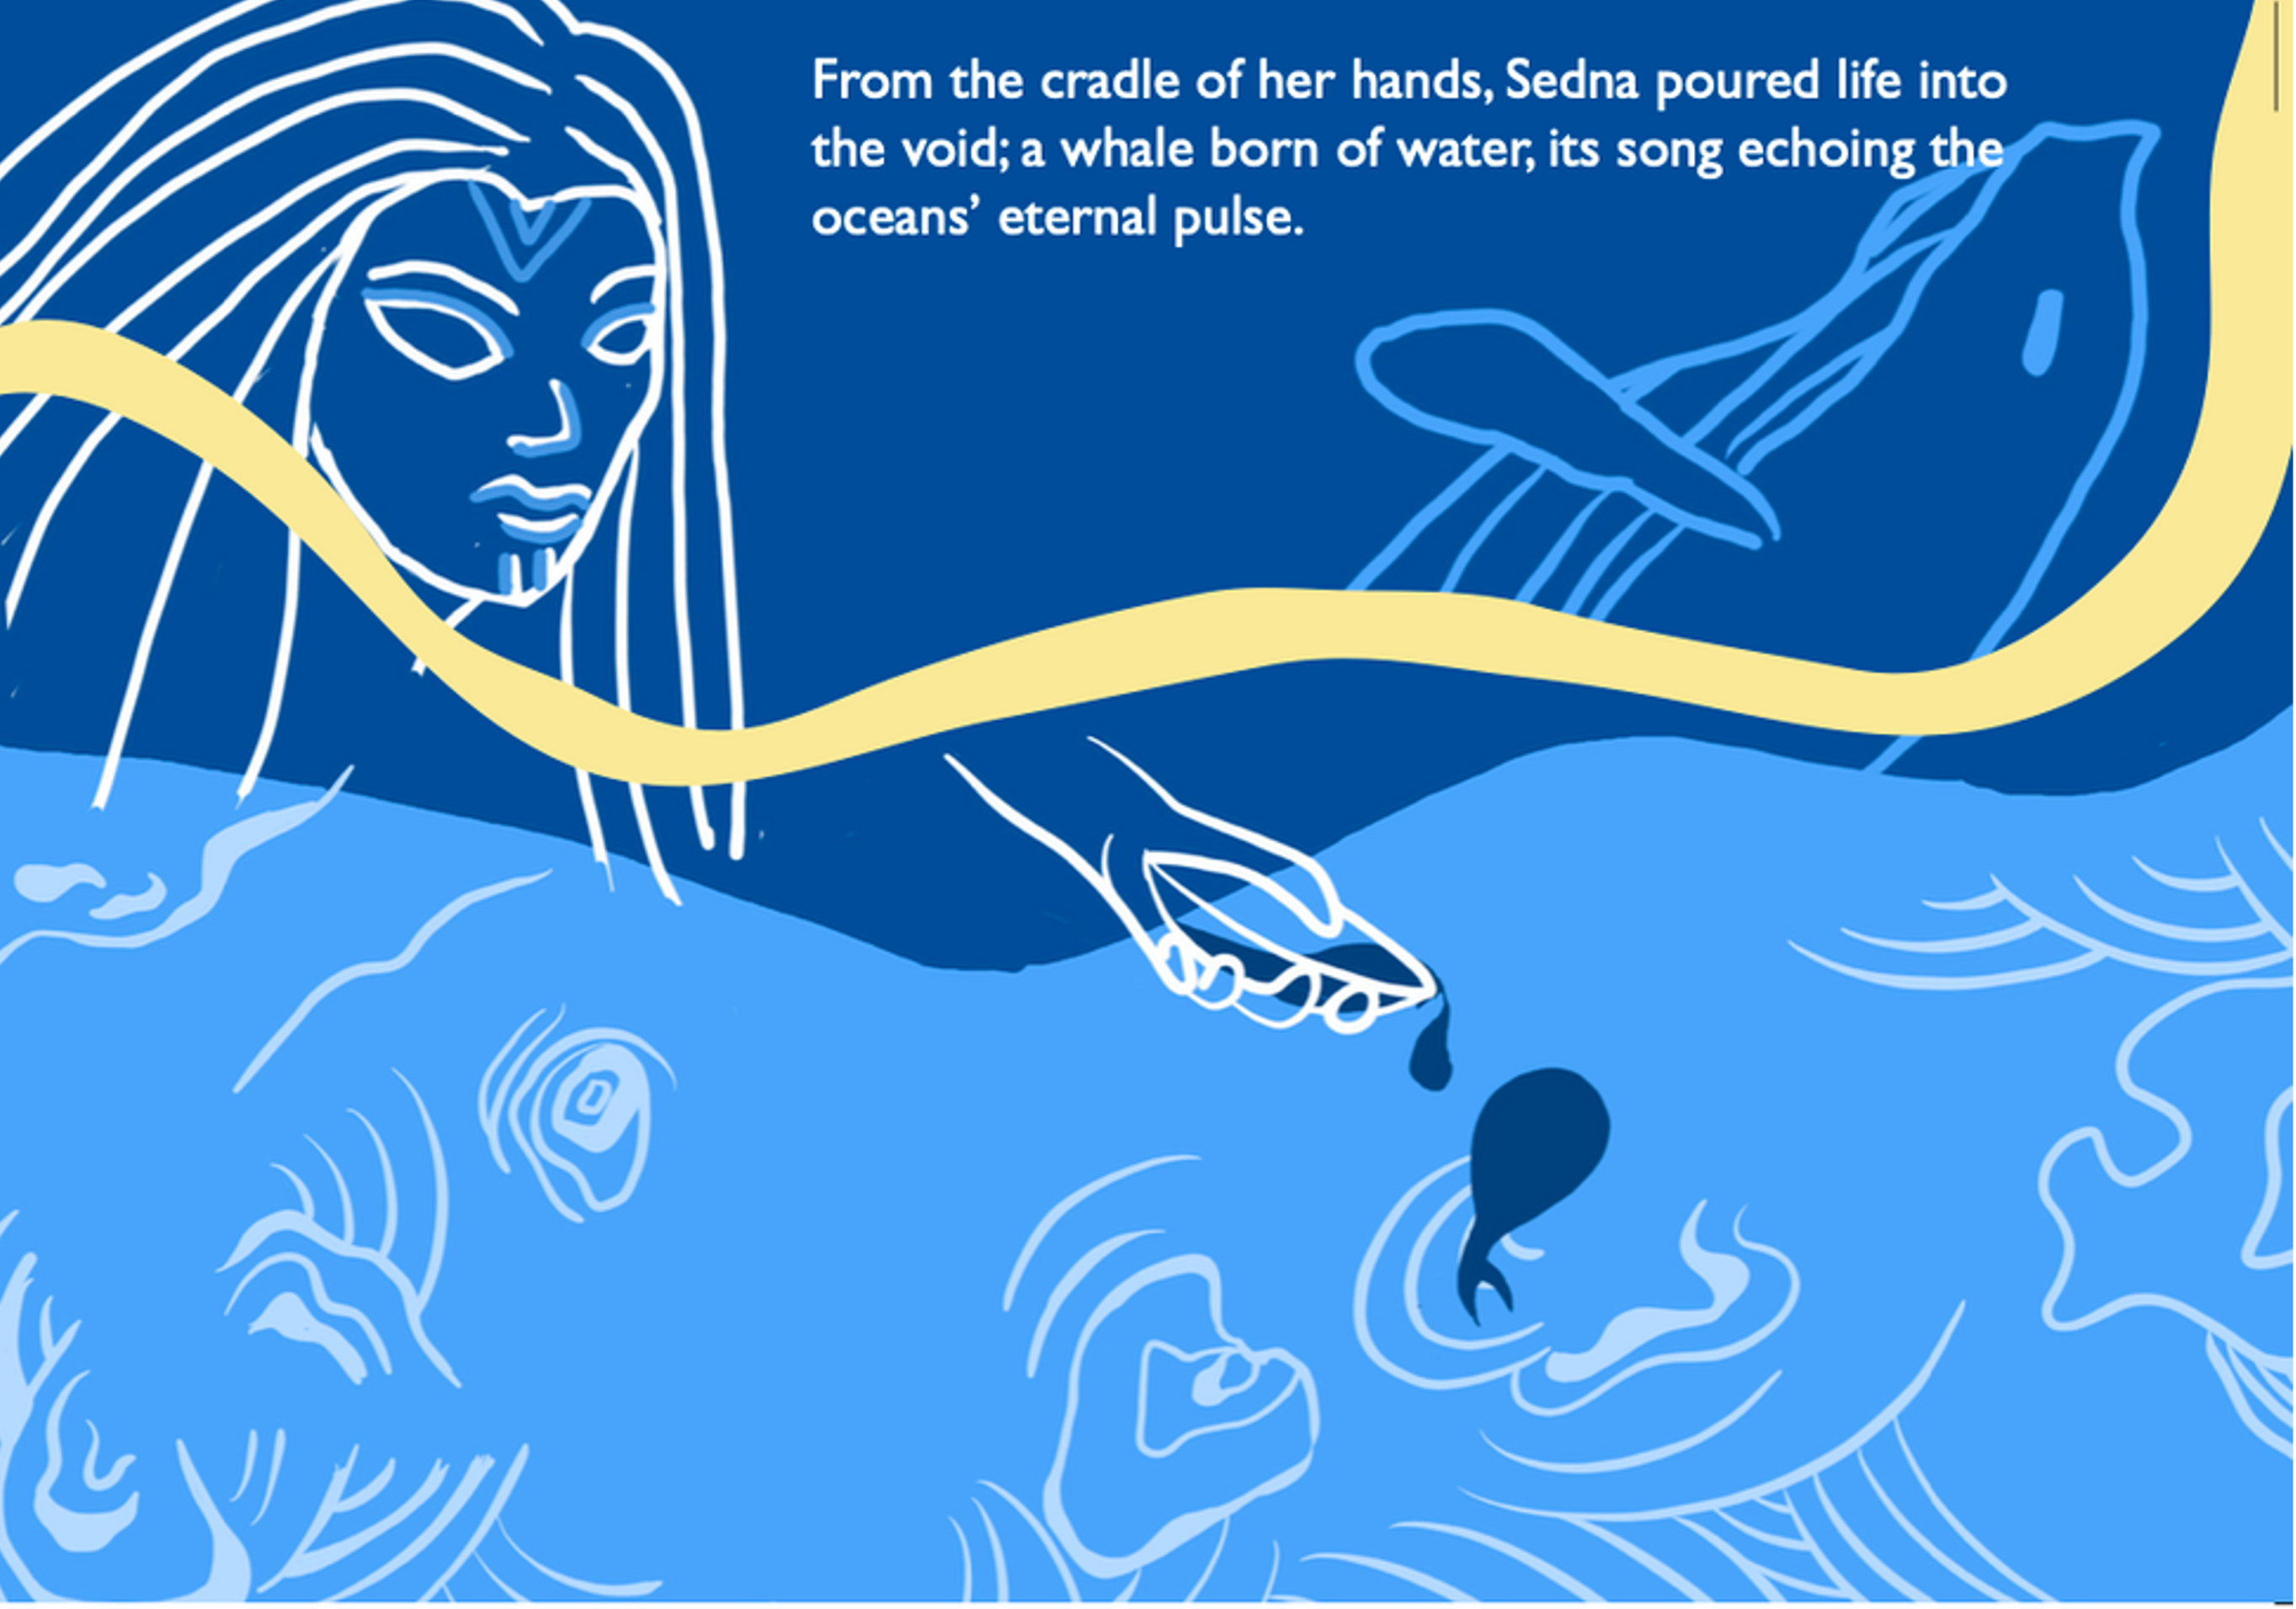 From the cradle of her hands, Sedna poured life into
the void; a whale born of water, its song echoing the
oceans’ eternal pulse.